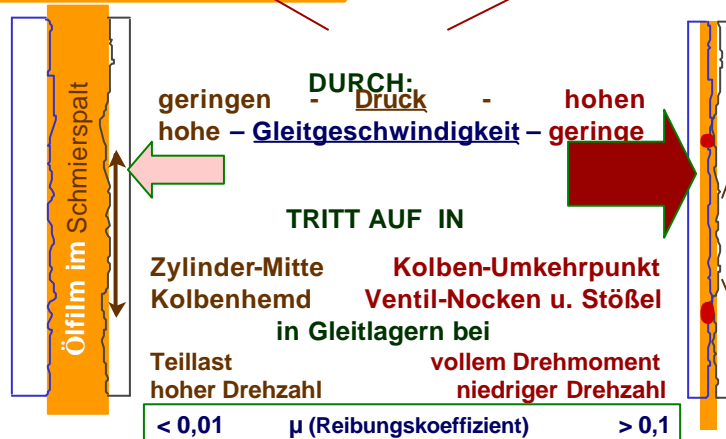 DURCH:
geringen - Druck - hohen
hohe – Gleitgeschwindigkeit – geringe
TRITT AUF IN
Zylinder-Mitte Kolben-Umkehrpunkt
Kolbenhemd Ventil-Nocken u. Stößel
in Gleitlagern bei
Teillast vollem Drehmoment
hoher Drehzahl niedriger Drehzahl
< 0,01 μ (Reibungskoeffizient) > 0,1
Ölfilm im Schmierspalt